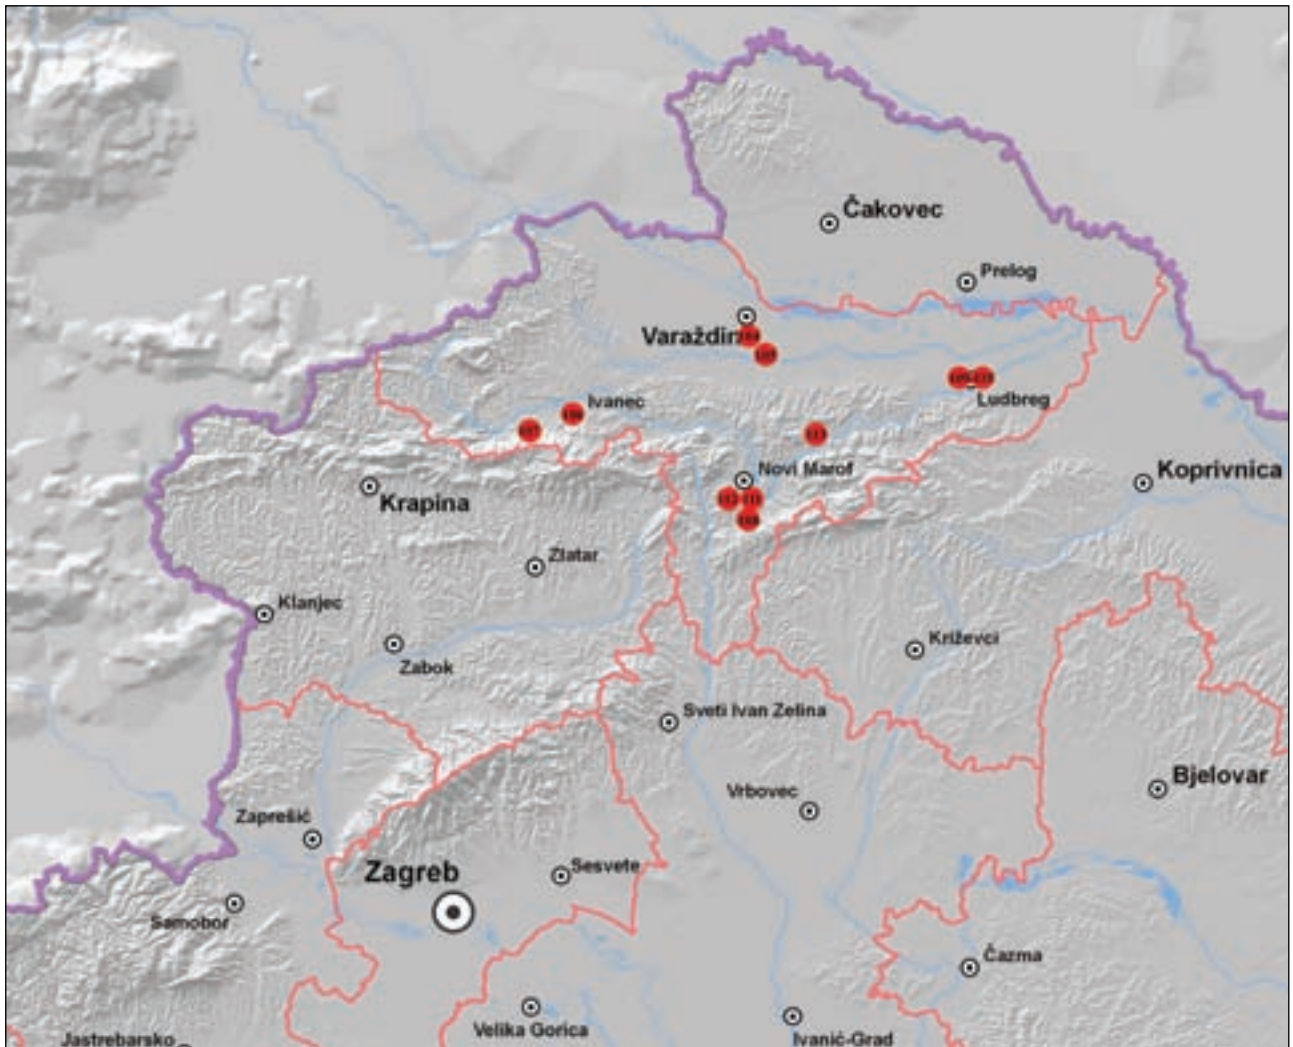 Čakovec
Prelog
Varaždin
Ivanec
Ludbreg
Novi Marof
Koprivnica
Krapina
Zlatar
Klanjec
Križevci
Zabok
Sveti Ivan Zelina
Bjelovar
Vrbovec
Zaprešić
Zagreb
Sesvete
Samobor
Čazma
Velika Gorica
Ivanić-Grad
Jastrebarsko